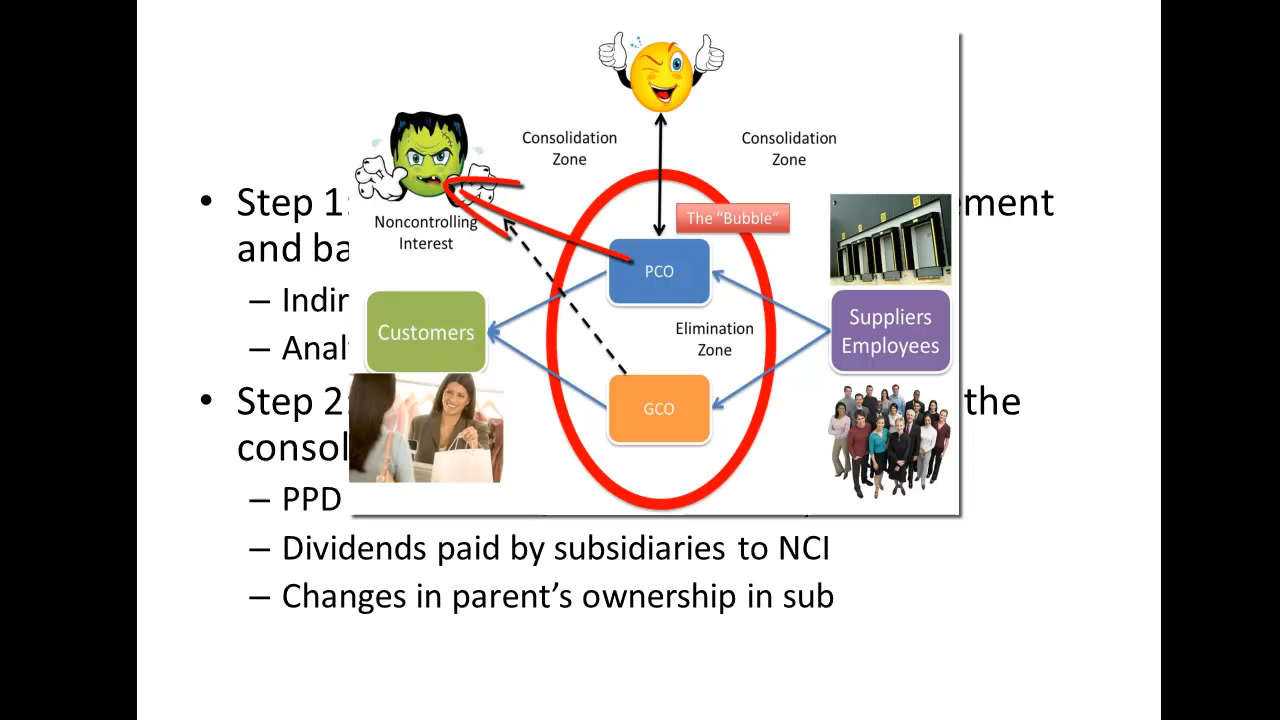 Consolidation
Zone
Consolidation
Zone
Noncontrolling
Interest
The "Bubble"
PCO
Elimination
Zone
GCO
Customers
Suppliers
Employees
• Step 1: ement
and ba
– Indir
– Anal
• Step 2: the
consol
– PPD
– Dividends paid by subsidiaries to NCI
– Changes in parent's ownership in sub